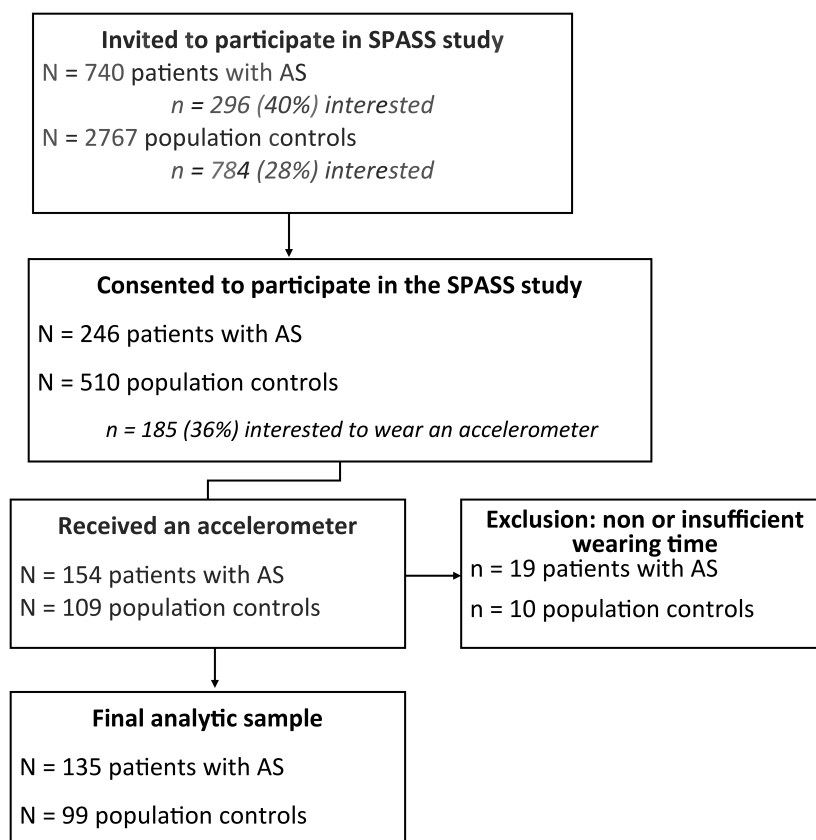 Invited to participate in SPASS study
N = 740 patients with AS
n = 296 (40%) interested
N = 2767 population controls
n = 784 (28%) interested
Consented to participate in the SPASS study
N = 246 patients with AS
N = 510 population controls
n = 185 (36%) interested to wear an accelerometer
Received an accelerometer
N = 154 patients with AS
N = 109 population controls
Exclusion: non or insufficient
wearing time
n = 19 patients with AS
n = 10 population controls
Final analytic sample
N = 135 patients with AS
N = 99 population controls